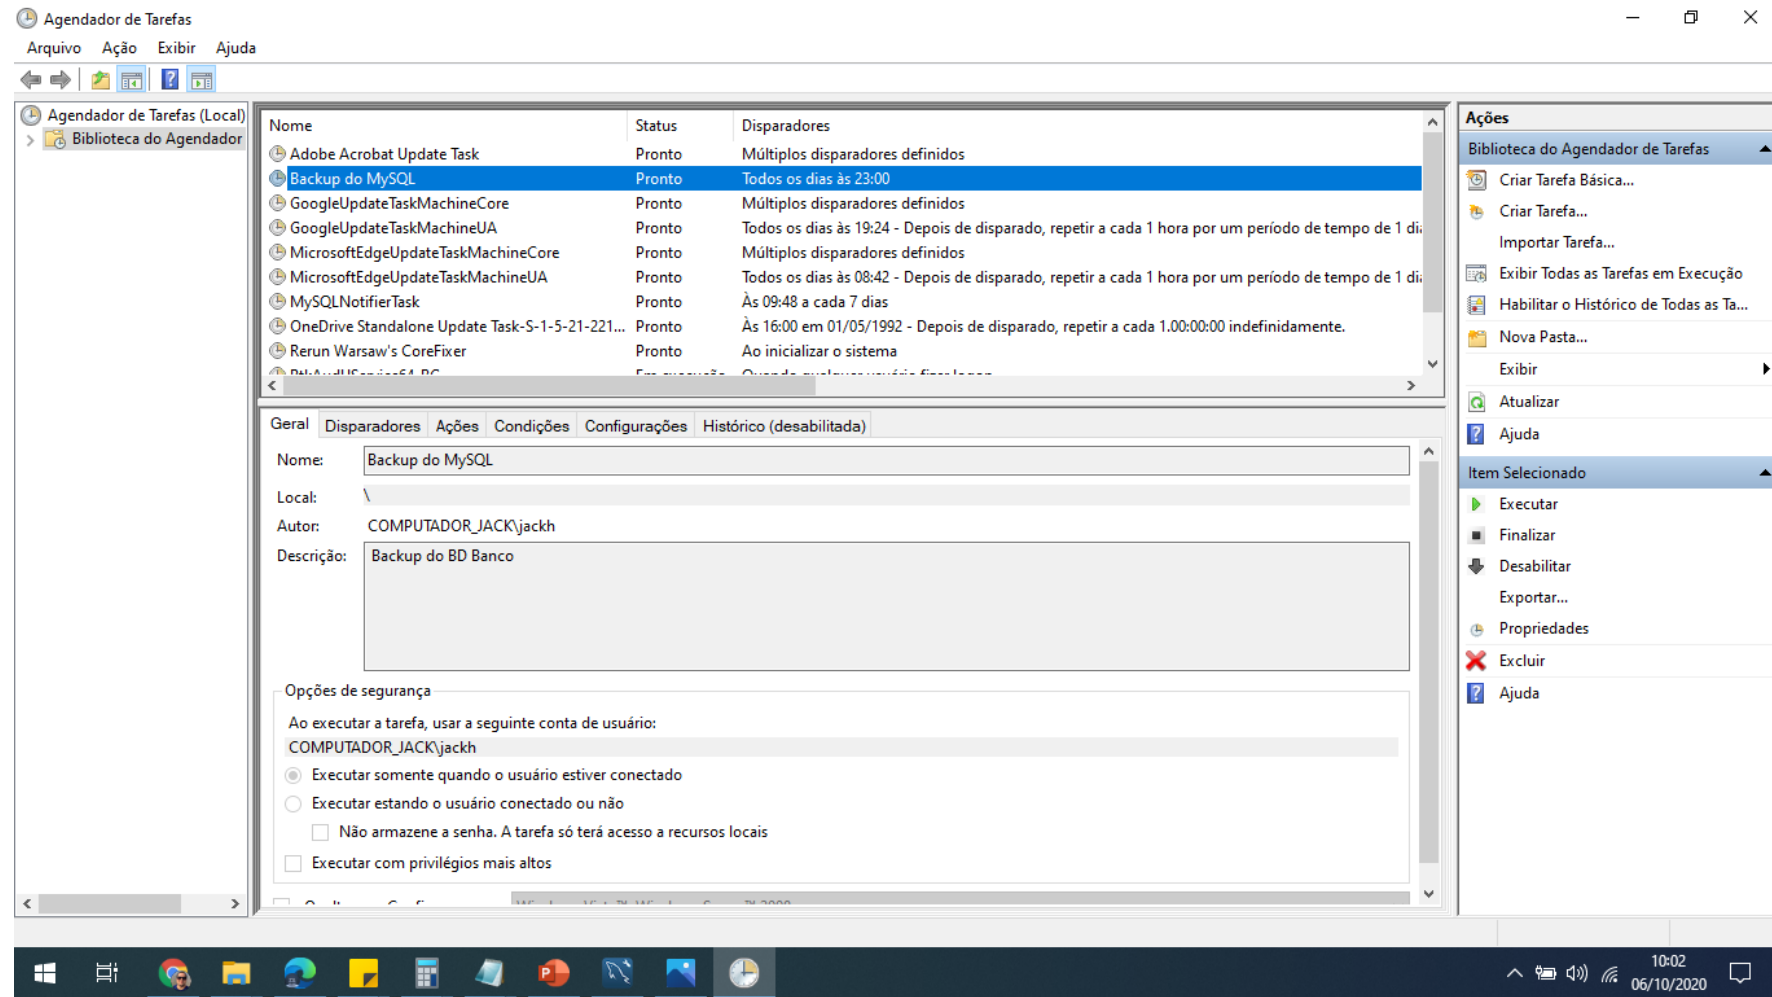 Agendador de Tarefas
Arquivo Ação Exibir Ajuda
Agendador de Tarefas (Local)
Biblioteca do Agendador
Nome Status Disparadores
Adobe Acrobat Update Task Pronto Múltiplos disparadores definidos
Backup do MySQL Pronto Todos os dias às 23:00
GoogleUpdateTaskMachineCore Pronto Múltiplos disparadores definidos
GoogleUpdateTaskMachineUA Pronto Todos os dias às 19:24 - Depois de disparado, repetir a cada 1 hora por um período de tempo de 1 di
MicrosoftEdgeUpdateTaskMachineCore Pronto Múltiplos disparadores definidos
MicrosoftEdgeUpdateTaskMachineUA Pronto Todos os dias às 08:42 - Depois de disparado, repetir a cada 1 hora por um período de tempo de 1 di
MySQLNotifierTask Pronto Às 09:48 a cada 7 dias
OneDrive Standalone Update Task-S-1-5-21-221... Pronto Às 16:00 em 01/05/1992 - Depois de disparado, repetir a cada 1.00:00:00 indefinidamente.
Rerun Warsaw's CoreFixer Pronto Ao inicializar o sistema
Em execução Quando qualquer usuário fizer logon
Geral Disparadores Ações Condições Configurações Histórico (desabilitada)
Nome: Backup do MySQL
Local: \
Autor: COMPUTADOR_JACK\jackh
Descrição: Backup do BD Banco
Opções de segurança
Ao executar a tarefa, usar a seguinte conta de usuário:
COMPUTADOR_JACK\jackh
Executar somente quando o usuário estiver conectado
Executar estando o usuário conectado ou não
Não armazene a senha. A tarefa só terá acesso a recursos locais
Executar com privilégios mais altos
Ações
Biblioteca do Agendador de Tarefas
Criar Tarefa Básica...
Criar Tarefa...
Importar Tarefa...
Exibir Todas as Tarefas em Execução
Habilitar o Histórico de Todas as Ta...
Nova Pasta...
Exibir
Atualizar
Ajuda
Item Selecionado
Executar
Finalizar
Desabilitar
Exportar...
Propriedades
Excluir
Ajuda
10:02
06/10/2020